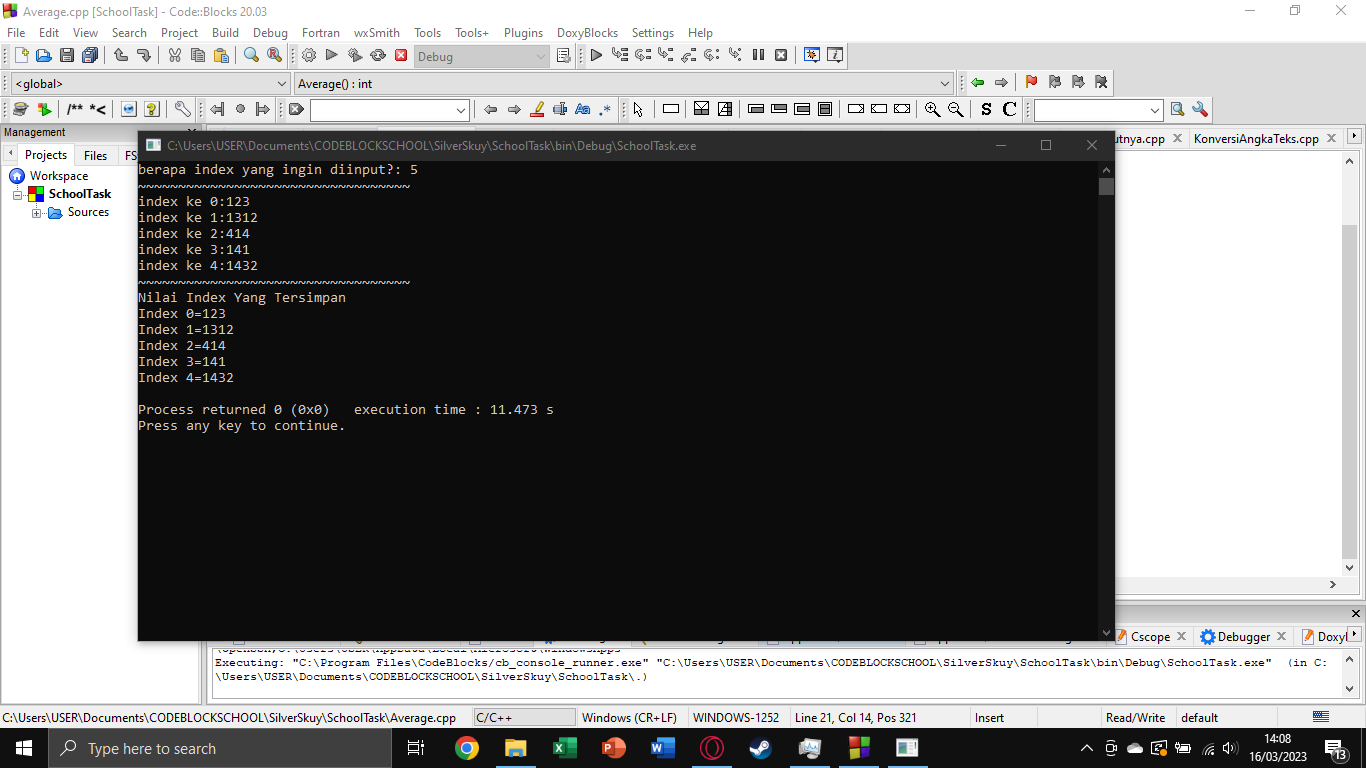 Average.cpp [SchoolTask] - Code::Blocks 20.03
File Edit View Search Project Build Debug Fortran wxSmith Tools Tools+ Plugins DoxyBlocks Settings Help
Debug
<global> Average() : int
/** *< Aa .* S C
Management
Projects Files FS
Workspace
SchoolTask
Sources
utnya.cpp KonversiAngkaTeks.cpp
C:\Users\USER\Documents\CODEBLOCKSCHOOL\SilverSkuy\SchoolTask\bin\Debug\SchoolTask.exe
berapa index yang ingin diinput?: 5
~~~~~~~~~~~~~~~~~~~~~~~~~~~~~~~~~~
index ke 0:123
index ke 1:1312
index ke 2:414
index ke 3:141
index ke 4:1432
~~~~~~~~~~~~~~~~~~~~~~~~~~~~~~~~~~
Nilai Index Yang Tersimpan
Index 0=123
Index 1=1312
Index 2=414
Index 3=141
Index 4=1432
Process returned 0 (0x0)   execution time : 11.473 s
Press any key to continue.
Cscope Debugger Doxyl
Executing: "C:\Program Files\CodeBlocks/cb_console_runner.exe" "C:\Users\USER\Documents\CODEBLOCKSCHOOL\SilverSkuy\SchoolTask\bin\Debug\SchoolTask.exe"  (in C:
\Users\USER\Documents\CODEBLOCKSCHOOL\SilverSkuy\SchoolTask\.)
C:\Users\USER\Documents\CODEBLOCKSCHOOL\SilverSkuy\SchoolTask\Average.cpp C/C++ Windows (CR+LF) WINDOWS-1252 Line 21, Col 14, Pos 321 Insert Read/Write default
Type here to search
14:08
16/03/2023
13